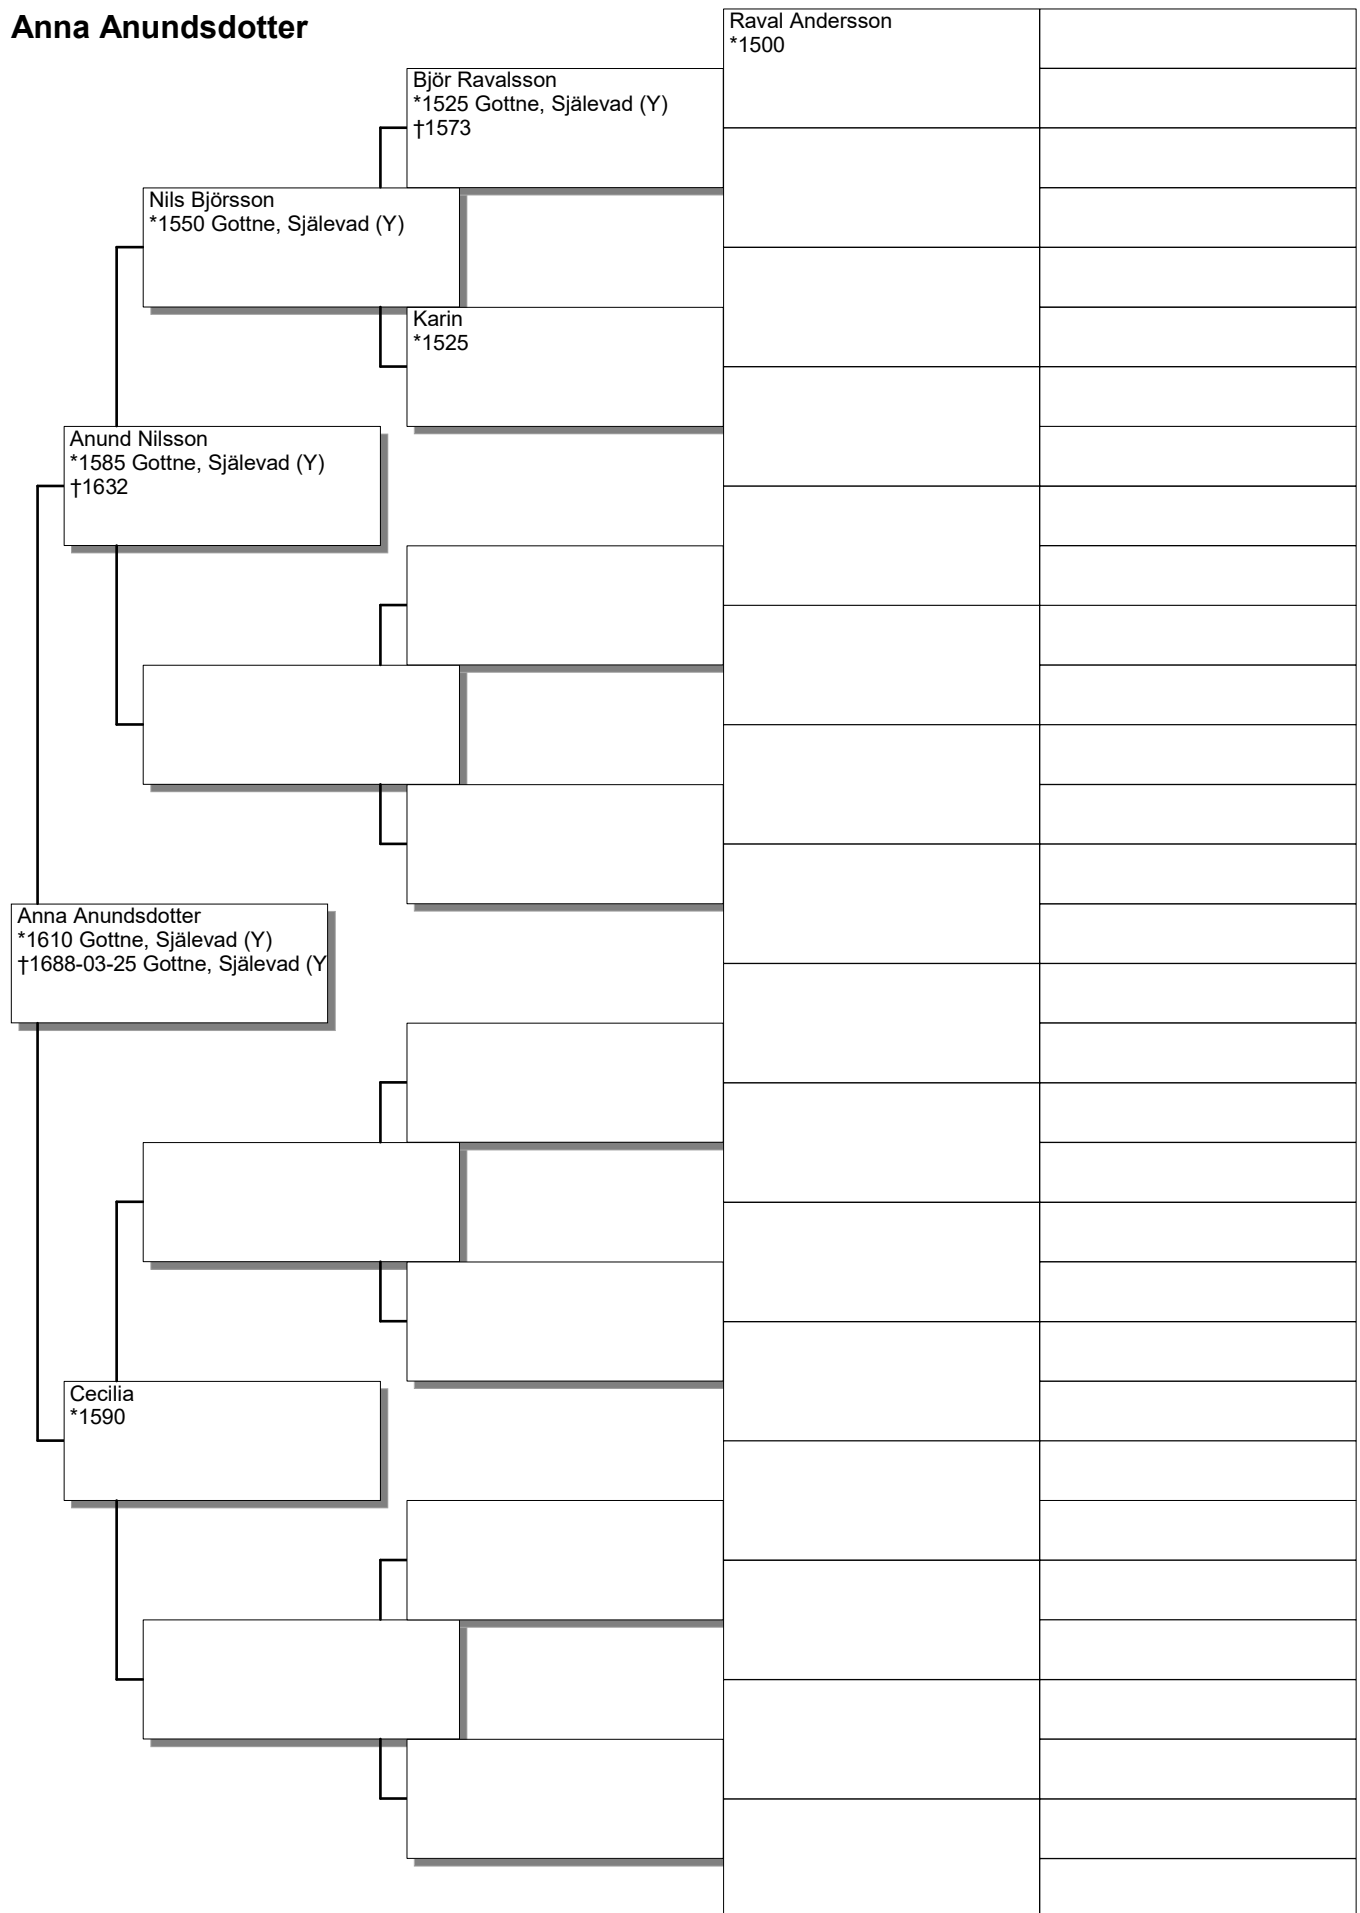 Anna Anundsdotter
Raval Andersson
*1500
Björ Ravalsson
*1525 Gottne, Själevad (Y)
†1573
Nils Björsson
*1550 Gottne, Själevad (Y)
Karin
*1525
Anund Nilsson
*1585 Gottne, Själevad (Y)
†1632
Anna Anundsdotter
*1610 Gottne, Själevad (Y)
†1688-03-25 Gottne, Själevad (Y
Cecilia
*1590